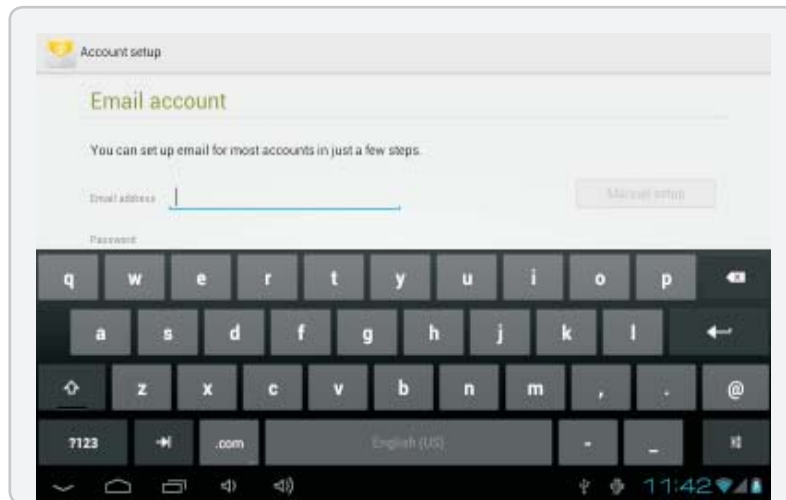 Account setup
Email account
You can set up email for most accounts in just a few steps.
Email address
Manual setup
Password
q w e r t y u i o p
a s d f g h j k l
z x c v b n m , . @
?123 .com English (US) - _
11:42